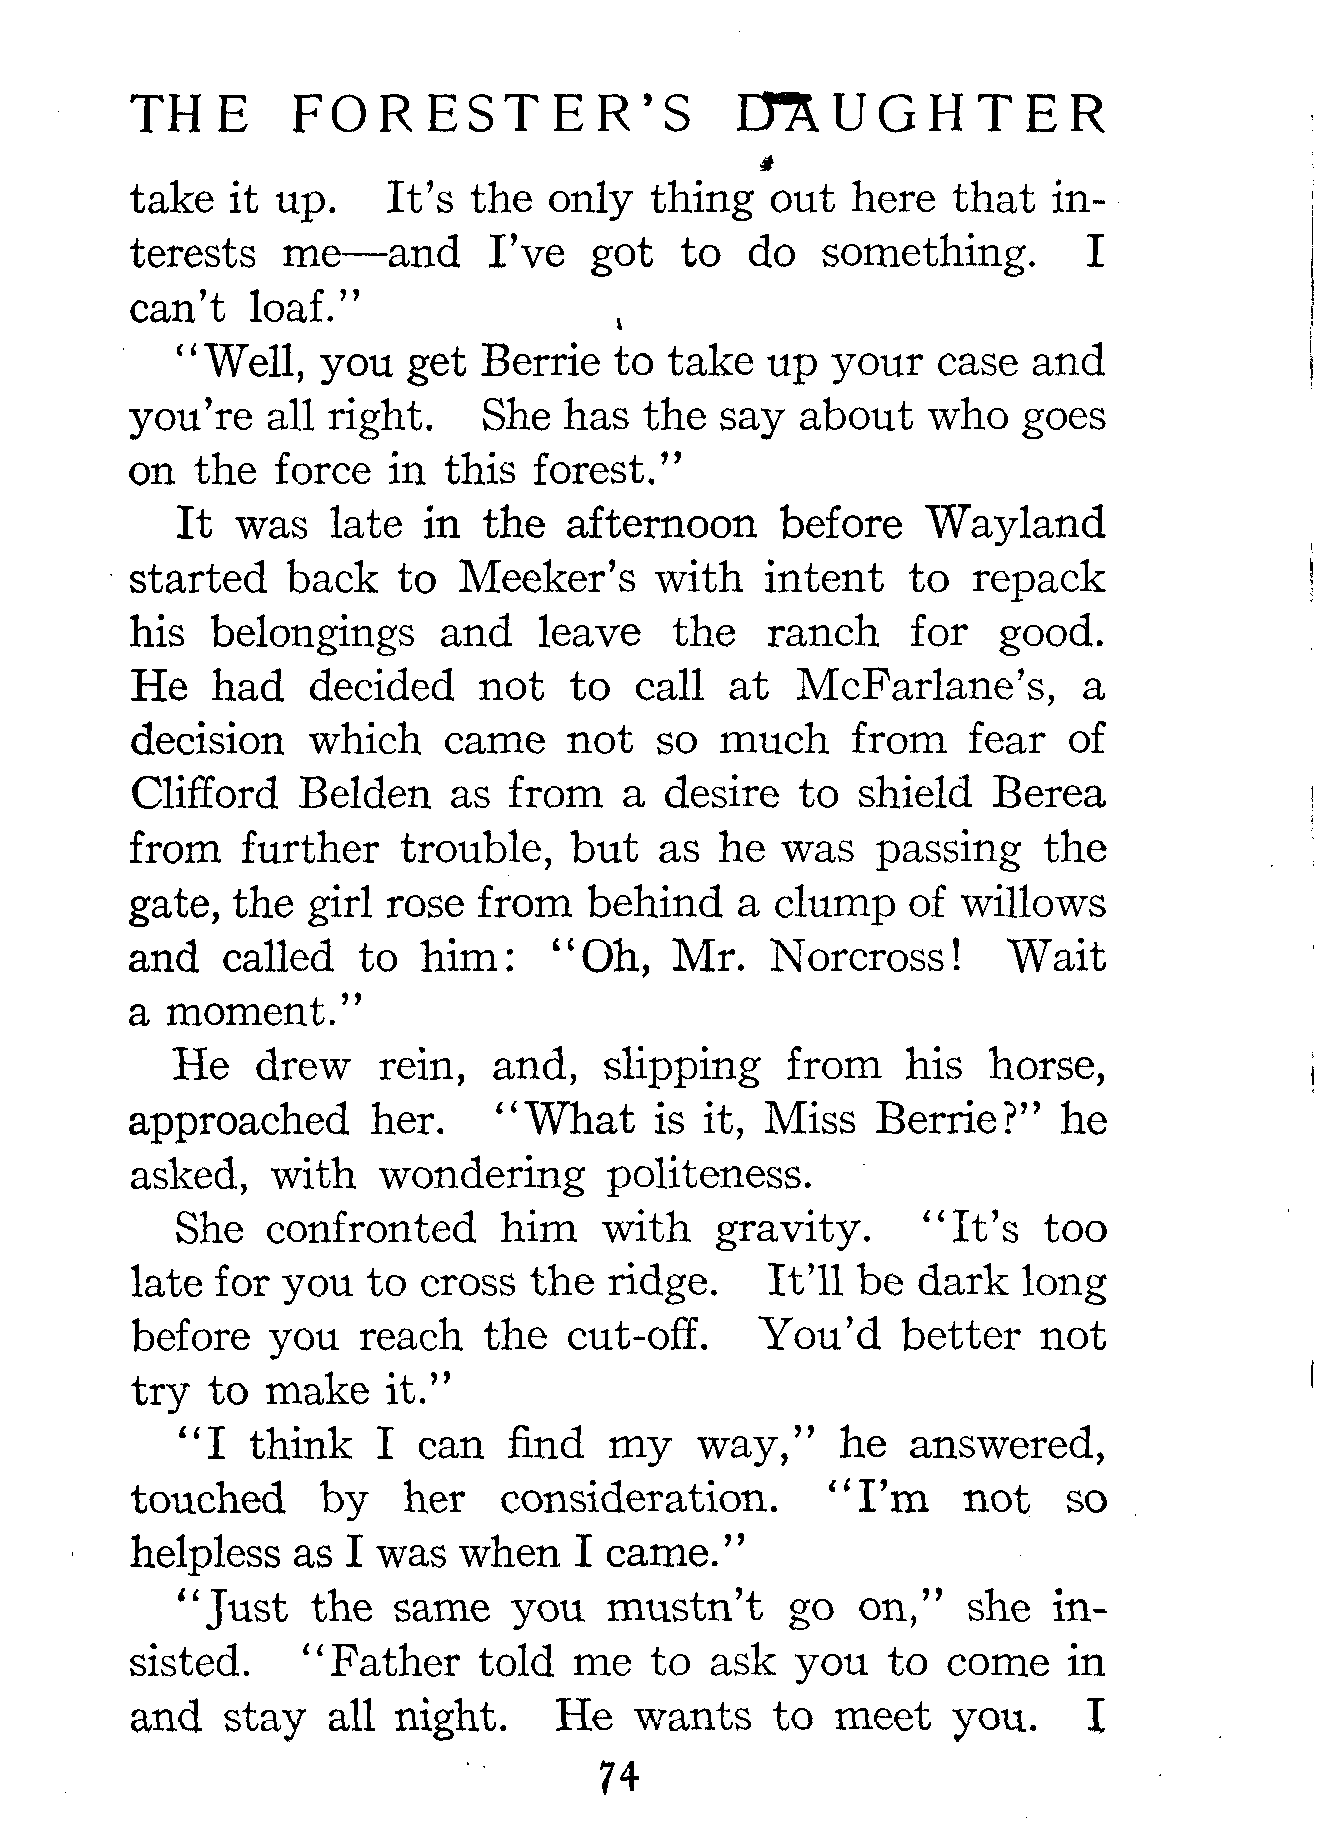 THE FORESTER'S DAUGHTER
take it up. It's the only thing out here that in-
terests me—and I've got to do something. I
can't loaf."
"Well, you get Berrie to take up your case and
you're all right. She has the say about who goes
on the force in this forest."
It was late in the afternoon before Wayland
started back to Meeker's with intent to repack
his belongings and leave the ranch for good.
He had decided not to call at McFarlane's, a
decision which came not so much from fear of
Clifford Belden as from a desire to shield Berea
from further trouble, but as he was passing the
gate, the girl rose from behind a clump of willows
and called to him: "Oh, Mr. Norcross! Wait
a moment."
He drew rein, and, slipping from his horse,
approached her. "What is it, Miss Berrie?" he
asked, with wondering politeness.
She confronted him with gravity. "It's too
late for you to cross the ridge. It'll be dark long
before you reach the cut-off. You'd better not
try to make it."
"I think I can find my way," he answered,
touched by her consideration. "I'm not so
helpless as I was when I came."
"Just the same you mustn't go on," she in-
sisted. "Father told me to ask you to come in
and stay all night. He wants to meet you. I
74